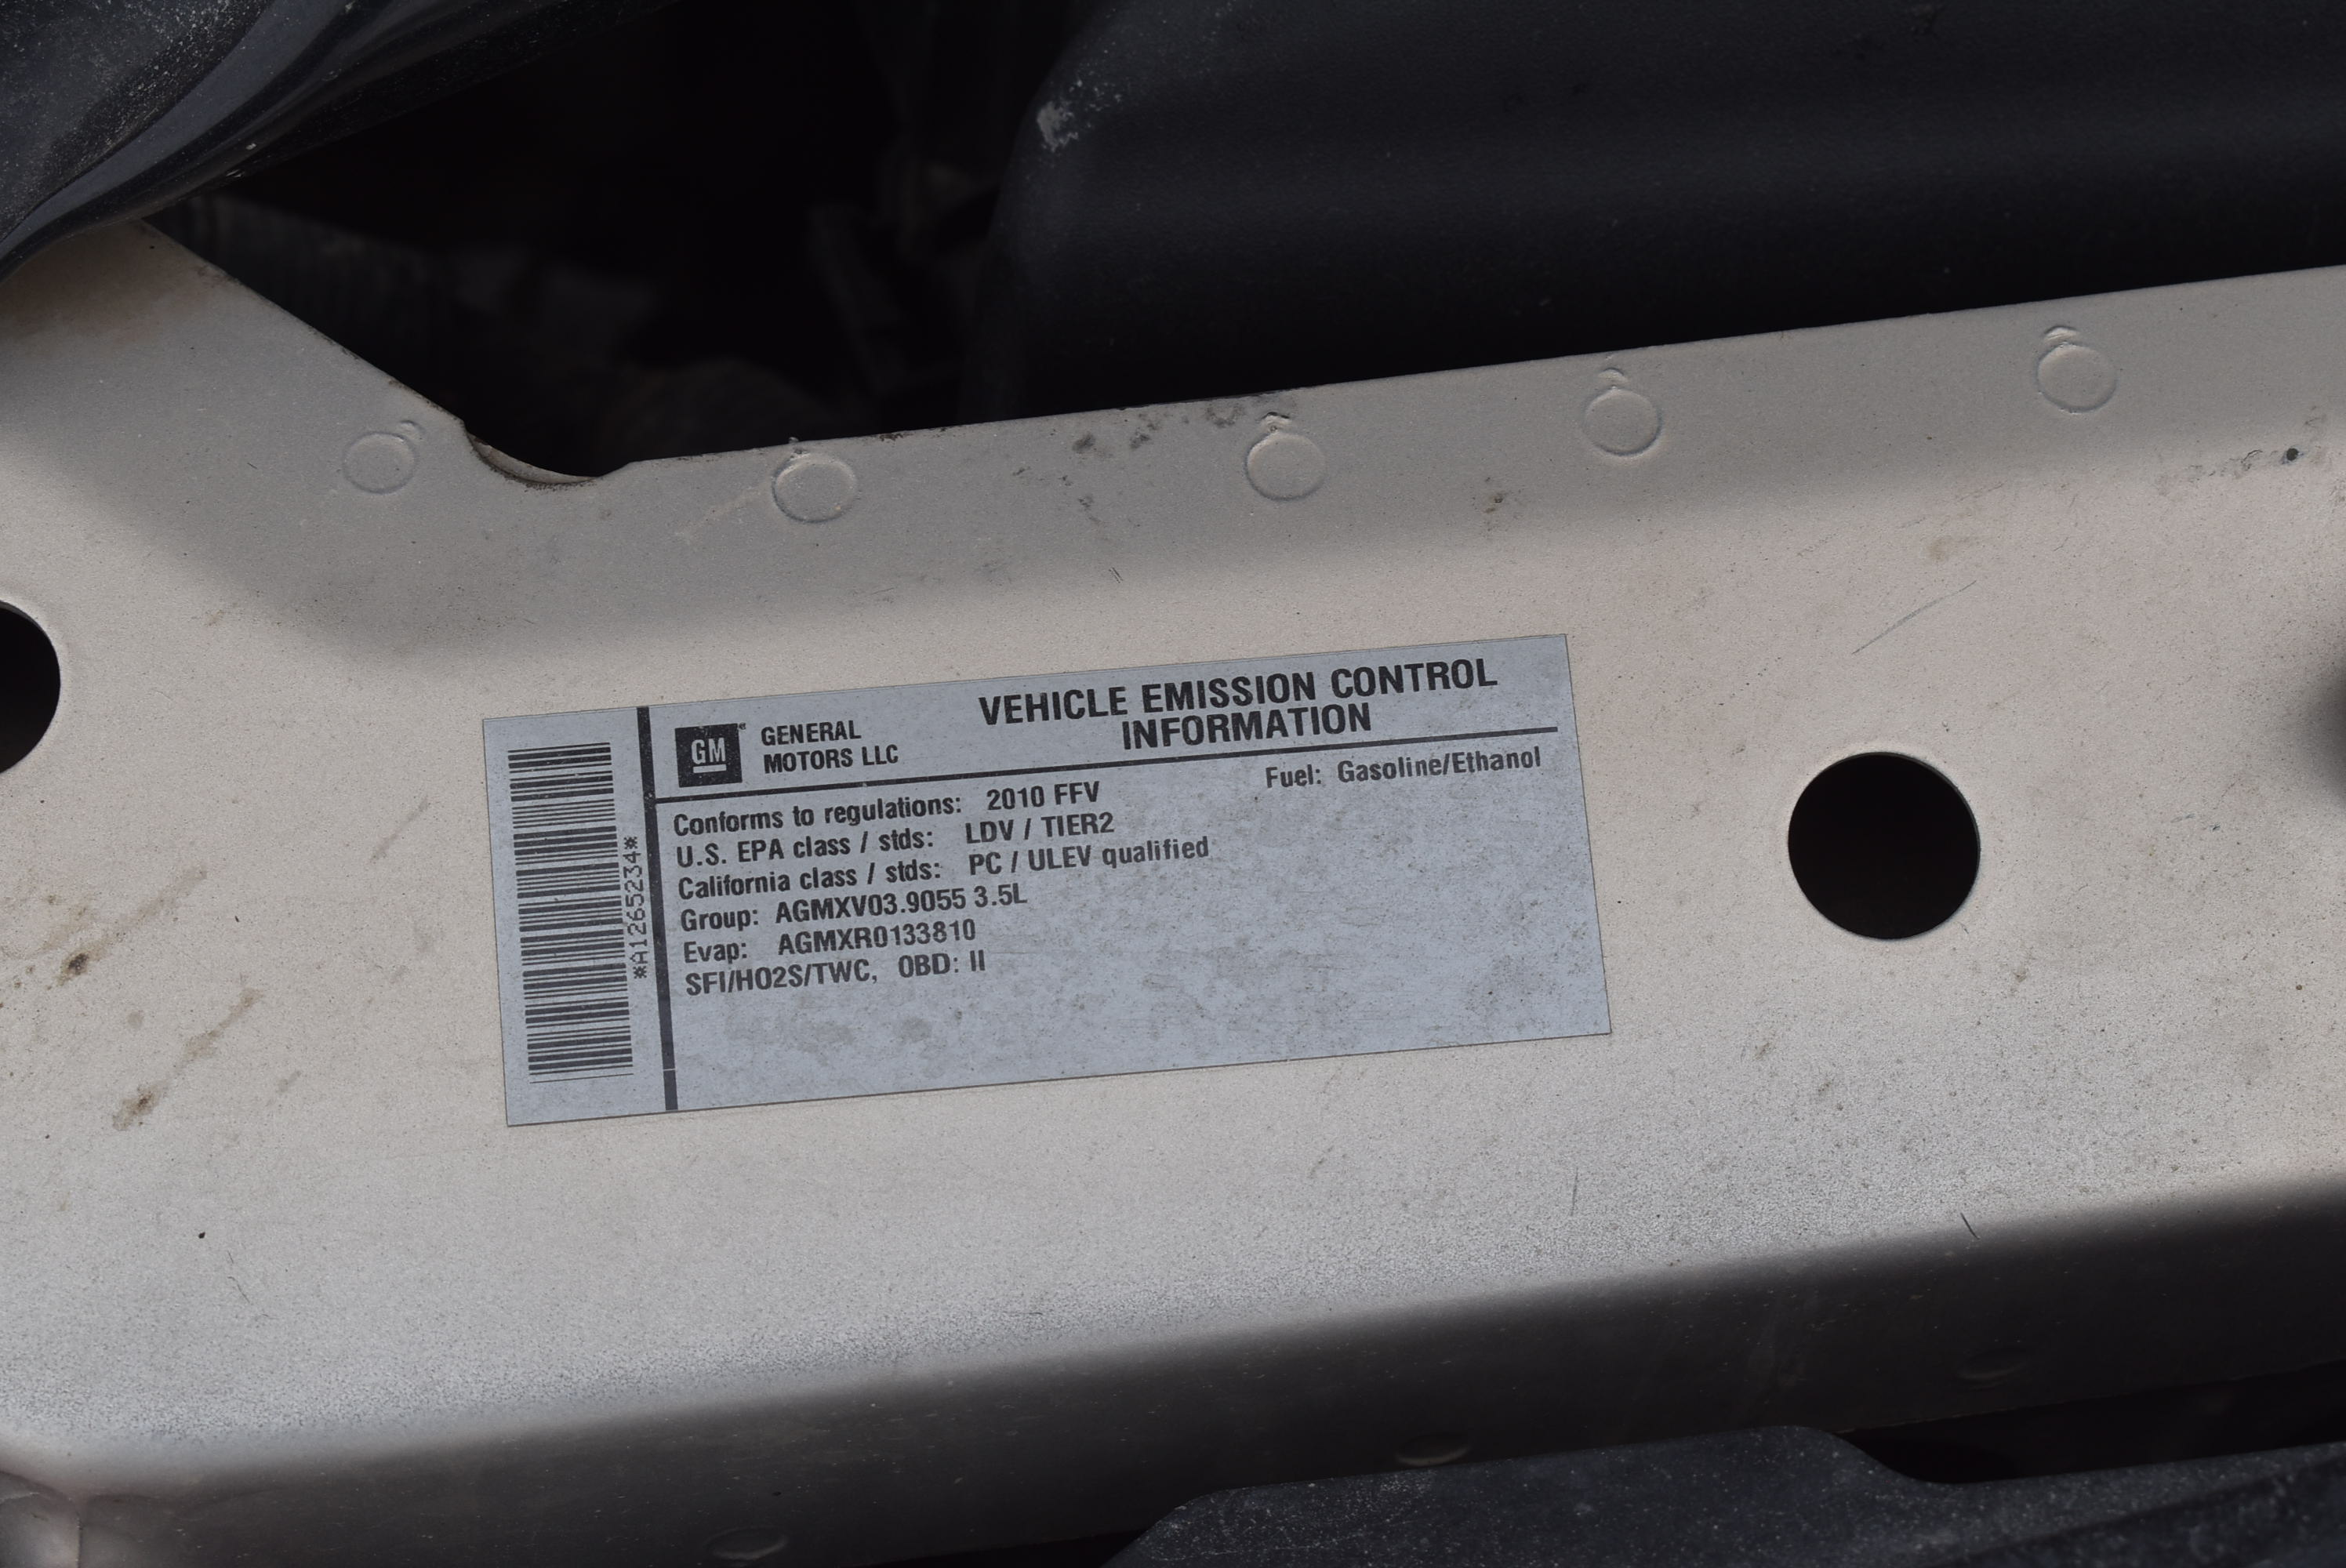 *A1265234*
GM
GENERAL
MOTORS LLC
VEHICLE EMISSION CONTROL
INFORMATION
Fuel: Gasoline/Ethanol
Conforms to regulations: 2010 FFV
U.S. EPA class / stds: LDV / TIER2
California class / stds: PC / ULEV qualified
Group: AGMXV03.9055 3.5L
Evap: AGMXR0133810
SFI/HO2S/TWC, OBD: II